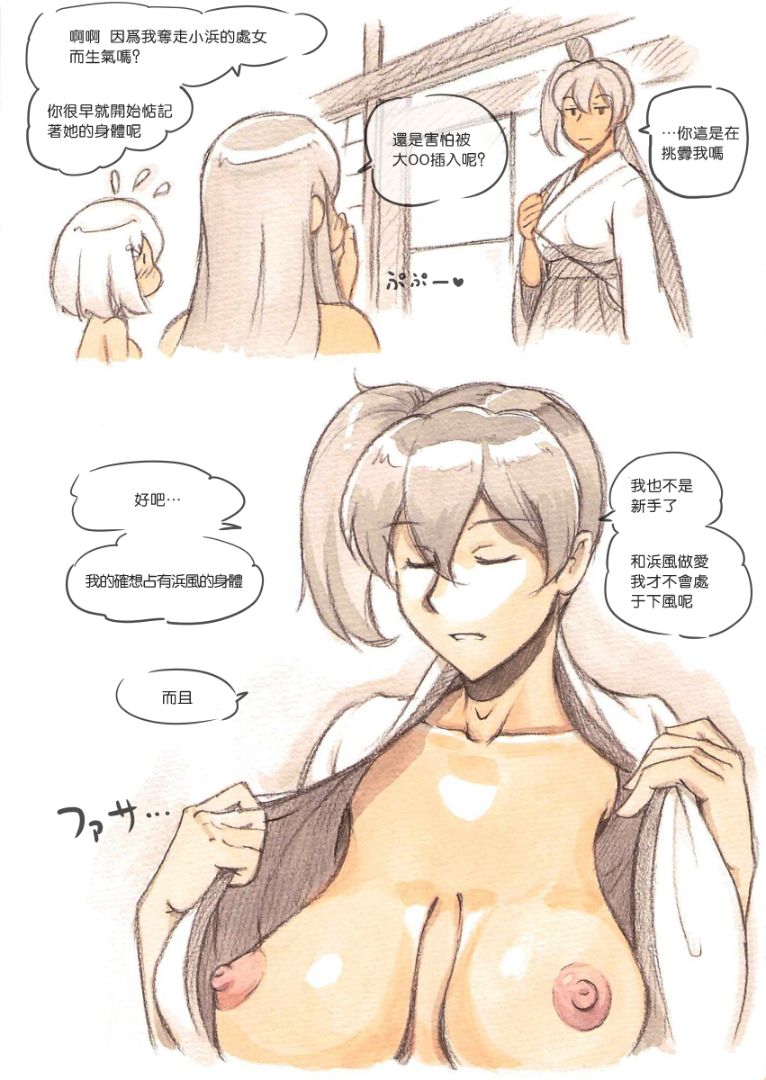 啊啊 因爲我奪走小浜的處女
而生氣嗎?
你很早就開始惦記
著她的身體呢
還是害怕被
大OO插入呢?
…你這是在
挑釁我嗎
ぷぷー♥
好吧…
我的確想占有浜風的身體
我也不是
新手了
和浜風做愛
我才不會處
于下風呢
而且
ファサ…